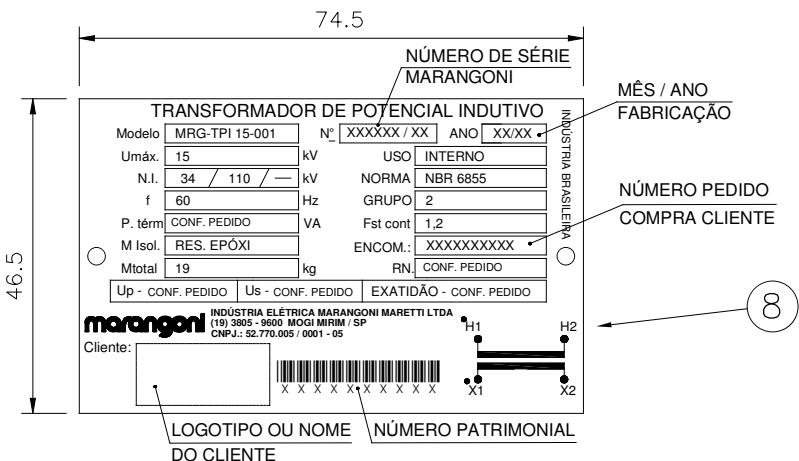 74.5
NÚMERO DE SÉRIE
MARANGONI
MÊS / ANO
FABRICAÇÃO
TRANSFORMADOR DE POTENCIAL INDUTIVO
INDÚSTRIA BRASILEIRA
Modelo MRG-TPI 15-001 Nº XXXXXX / XX ANO XX/XX
Umáx. 15 kV USO INTERNO
N.I. 34 / 110 / — kV NORMA NBR 6855
f 60 Hz GRUPO 2
P. térm CONF. PEDIDO VA Fst cont 1,2
M Isol. RES. EPÓXI ENCOM.: XXXXXXXXXX
Mtotal 19 kg RN. CONF. PEDIDO
Up - CONF. PEDIDO Us - CONF. PEDIDO EXATIDÃO - CONF. PEDIDO
NÚMERO PEDIDO
COMPRA CLIENTE
46.5
8
marangoni
INDÚSTRIA ELÉTRICA MARANGONI MARETTI LTDA
(19) 3805 - 9600 MOGI MIRIM / SP
CNPJ.: 52.770.005 / 0001 - 05
H1 H2
Cliente:
X X X X X X X X X X
X1 X2
LOGOTIPO OU NOME
DO CLIENTE
NÚMERO PATRIMONIAL